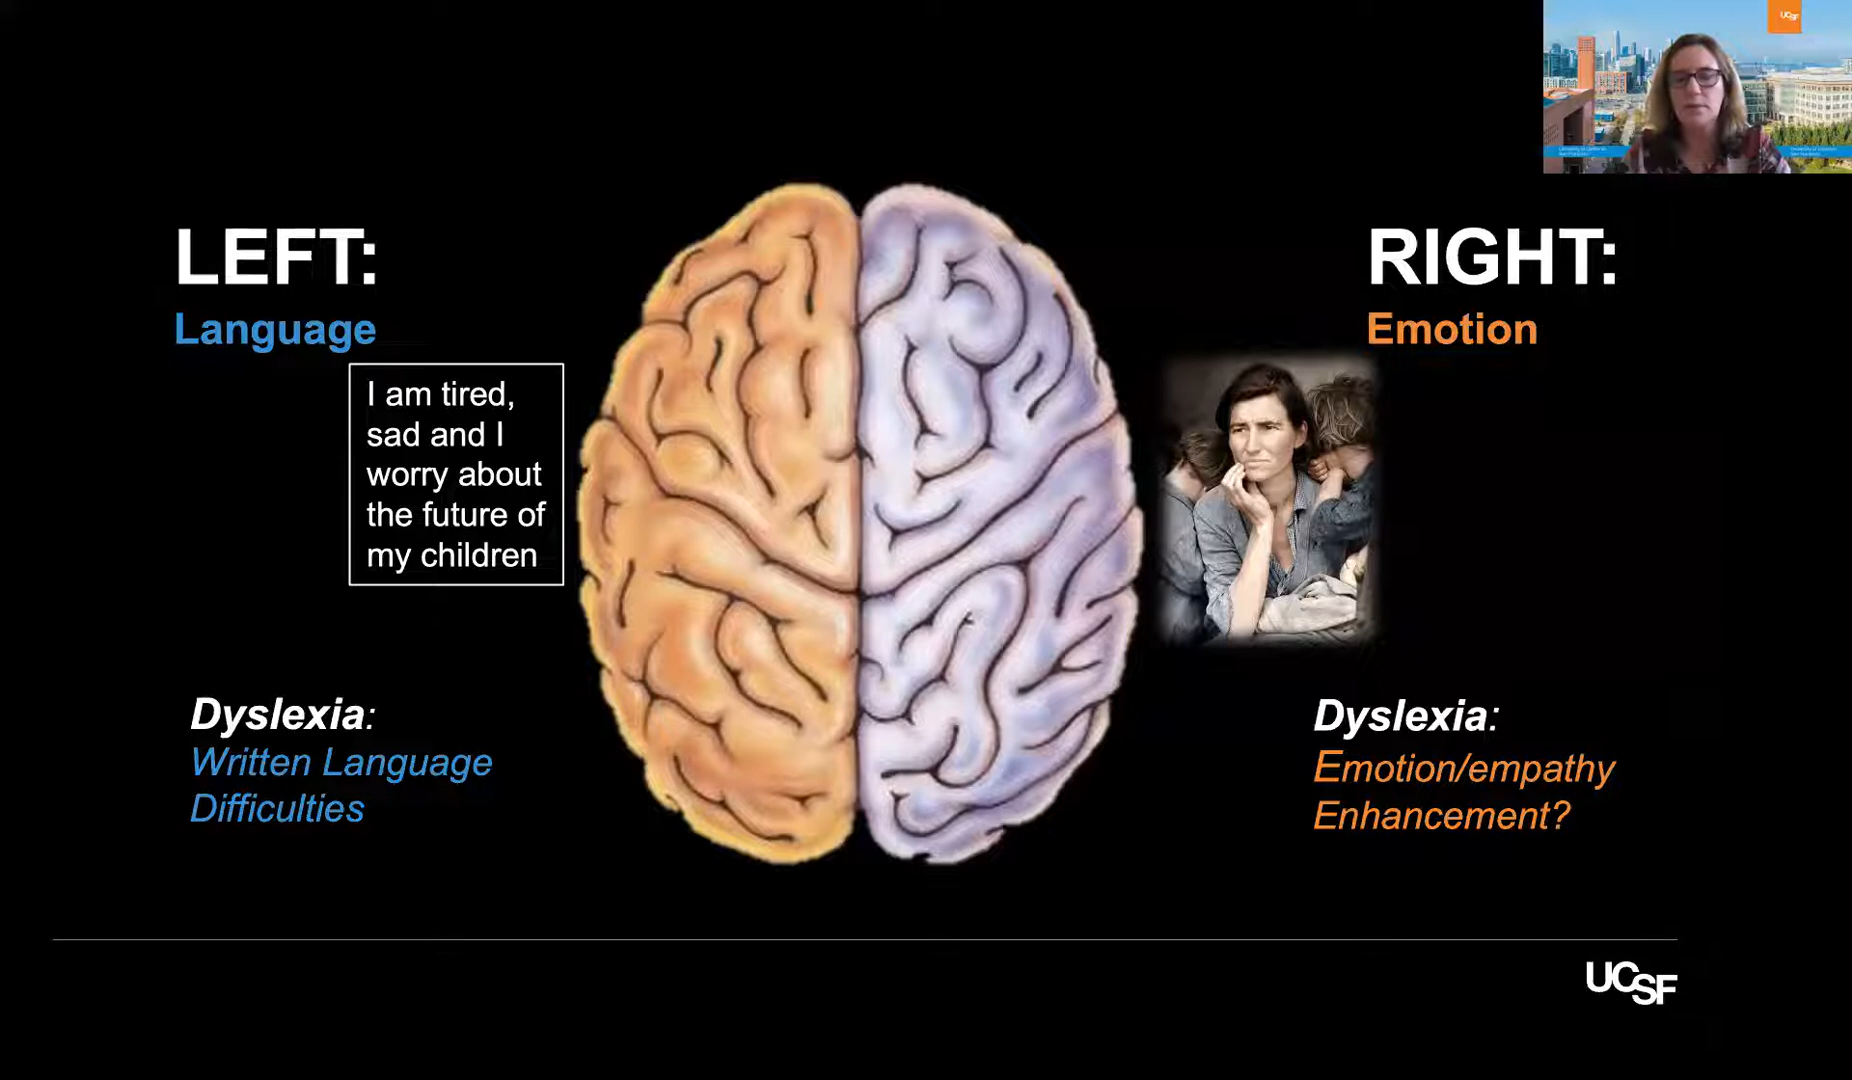 UCSF
LEFT:
Language
I am tired,
sad and I
worry about
the future of
my children
RIGHT:
Emotion
Dyslexia:
Written Language
Difficulties
Dyslexia:
Emotion/empathy
Enhancement?
UCSF